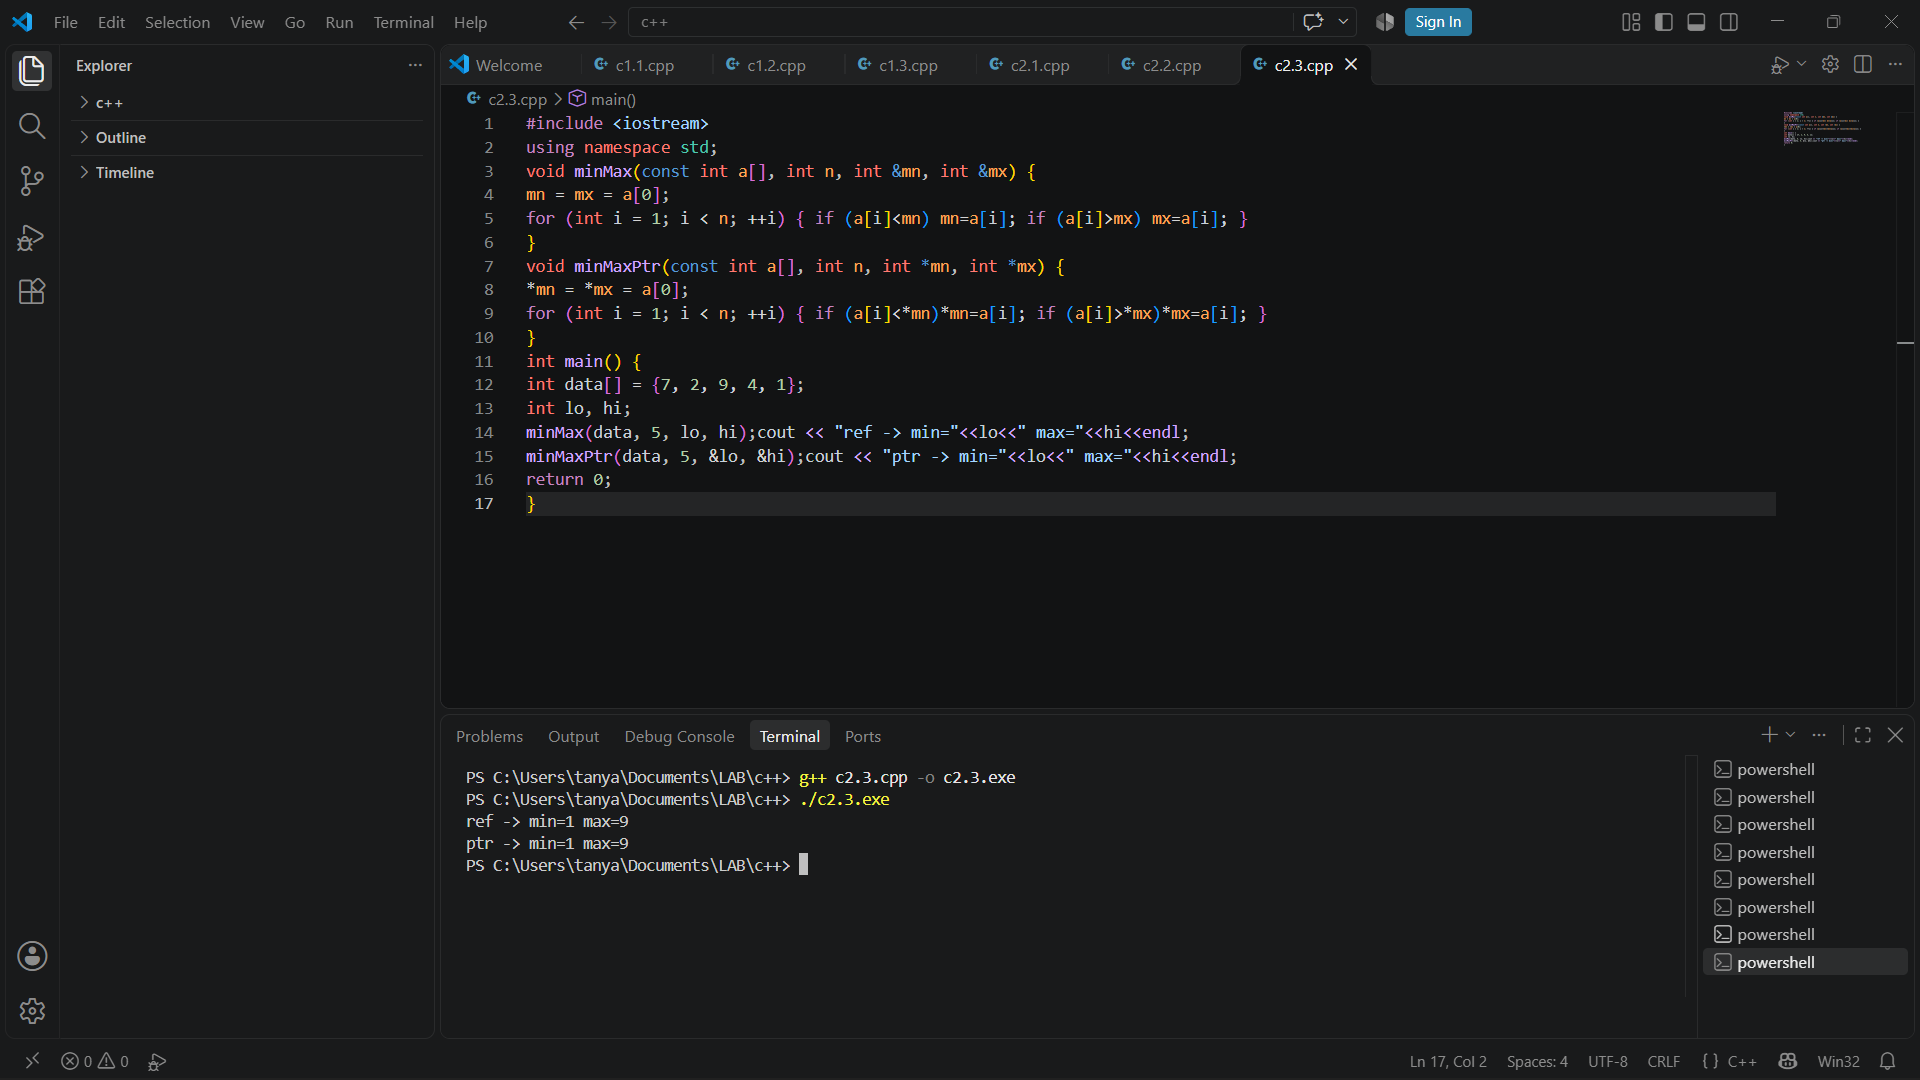 File Edit Selection View Go Run Terminal Help
c++
Sign In
Explorer
c++
Outline
Timeline
Welcome
c1.1.cpp
c1.2.cpp
c1.3.cpp
c2.1.cpp
c2.2.cpp
c2.3.cpp
c2.3.cpp > main()
1 #include <iostream>
2 using namespace std;
3 void minMax(const int a[], int n, int &mn, int &mx) {
4 mn = mx = a[0];
5 for (int i = 1; i < n; ++i) { if (a[i]<mn) mn=a[i]; if (a[i]>mx) mx=a[i]; }
6 }
7 void minMaxPtr(const int a[], int n, int *mn, int *mx) {
8 *mn = *mx = a[0];
9 for (int i = 1; i < n; ++i) { if (a[i]<*mn)*mn=a[i]; if (a[i]>*mx)*mx=a[i]; }
10 }
11 int main() {
12 int data[] = {7, 2, 9, 4, 1};
13 int lo, hi;
14 minMax(data, 5, lo, hi);cout << "ref -> min="<<lo<<" max="<<hi<<endl;
15 minMaxPtr(data, 5, &lo, &hi);cout << "ptr -> min="<<lo<<" max="<<hi<<endl;
16 return 0;
17 }
Problems Output Debug Console Terminal Ports
PS C:\Users\tanya\Documents\LAB\c++> g++ c2.3.cpp -o c2.3.exe
PS C:\Users\tanya\Documents\LAB\c++> ./c2.3.exe
ref -> min=1 max=9
ptr -> min=1 max=9
PS C:\Users\tanya\Documents\LAB\c++>
powershell
powershell
powershell
powershell
powershell
powershell
powershell
powershell
0 0
Ln 17, Col 2 Spaces: 4 UTF-8 CRLF {} C++ Win32